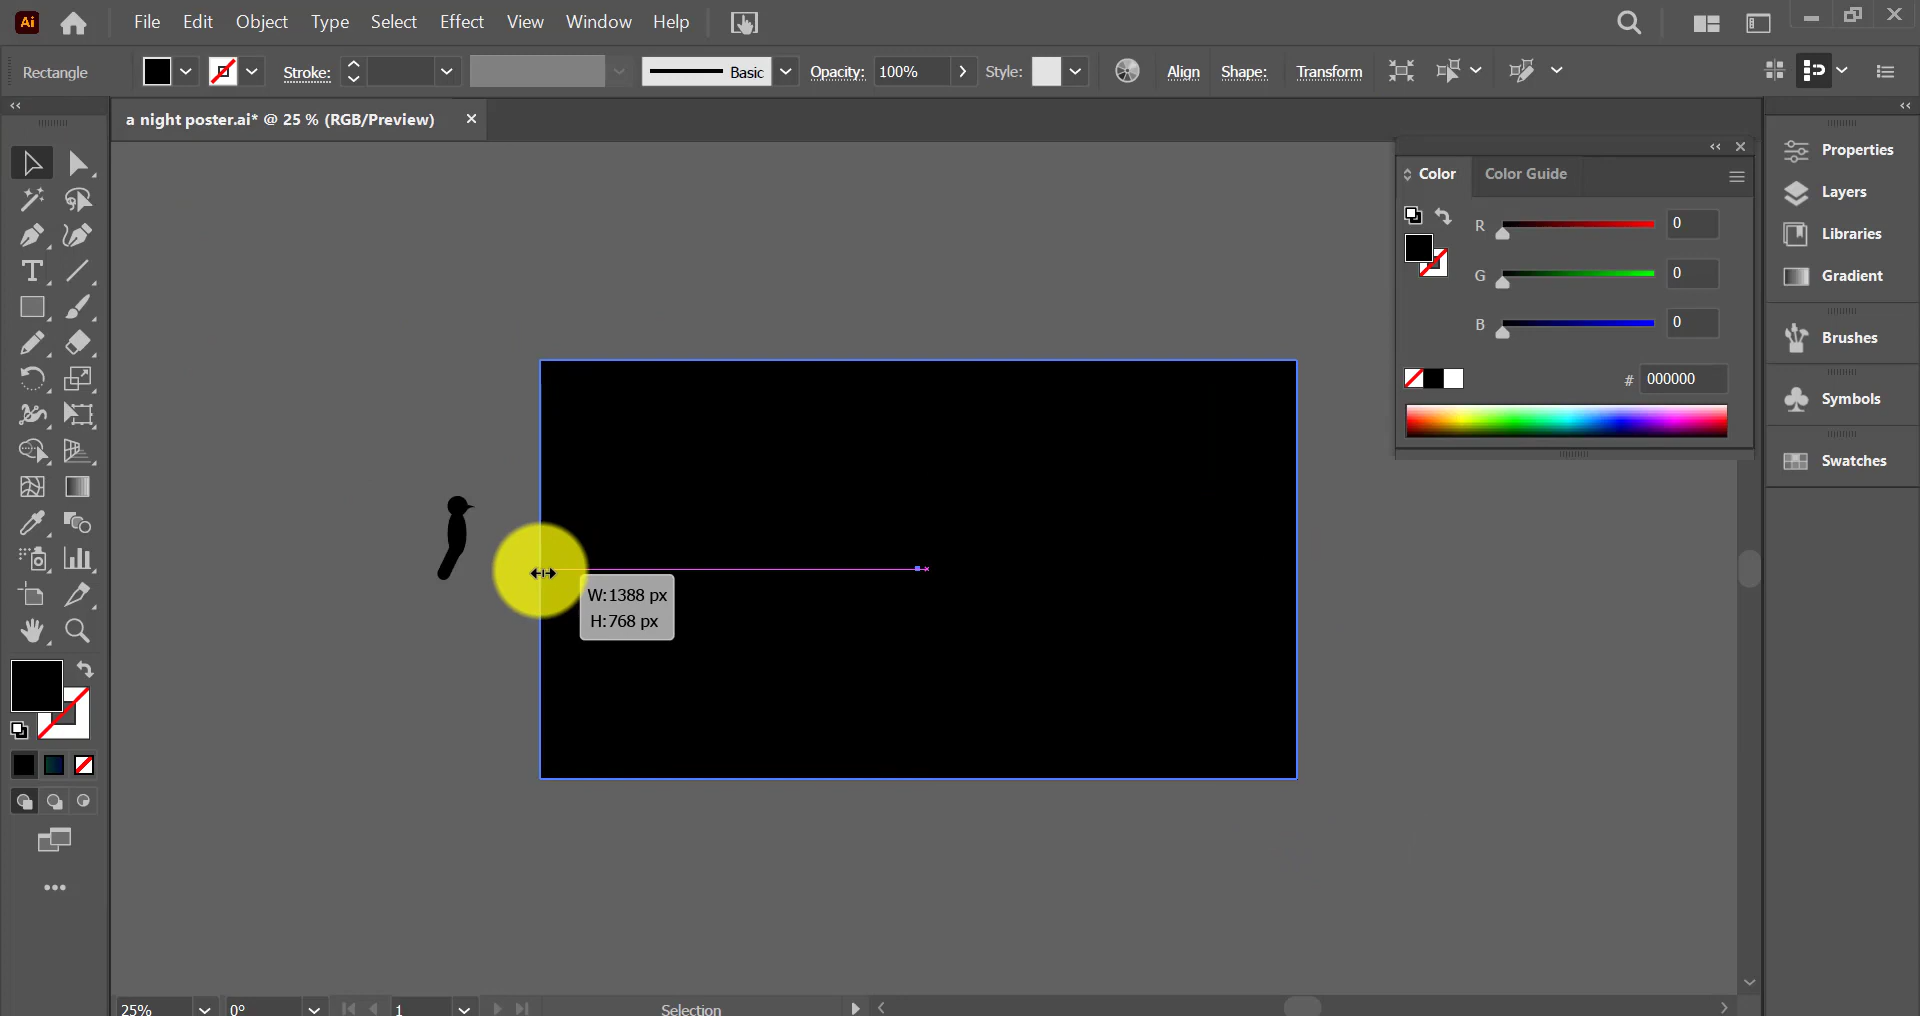 Ai File Edit Object Type Select Effect View Window Help
Rectangle Stroke: Basic Opacity: 100% Style: Align Shape: Transform
a night poster.ai* @ 25 % (RGB/Preview)
Color Color Guide
R 0
G 0
B 0
# 000000
Properties
Layers
Libraries
Gradient
Brushes
Symbols
Swatches
W:1388 px
H:768 px
25% 0° 1 Selection